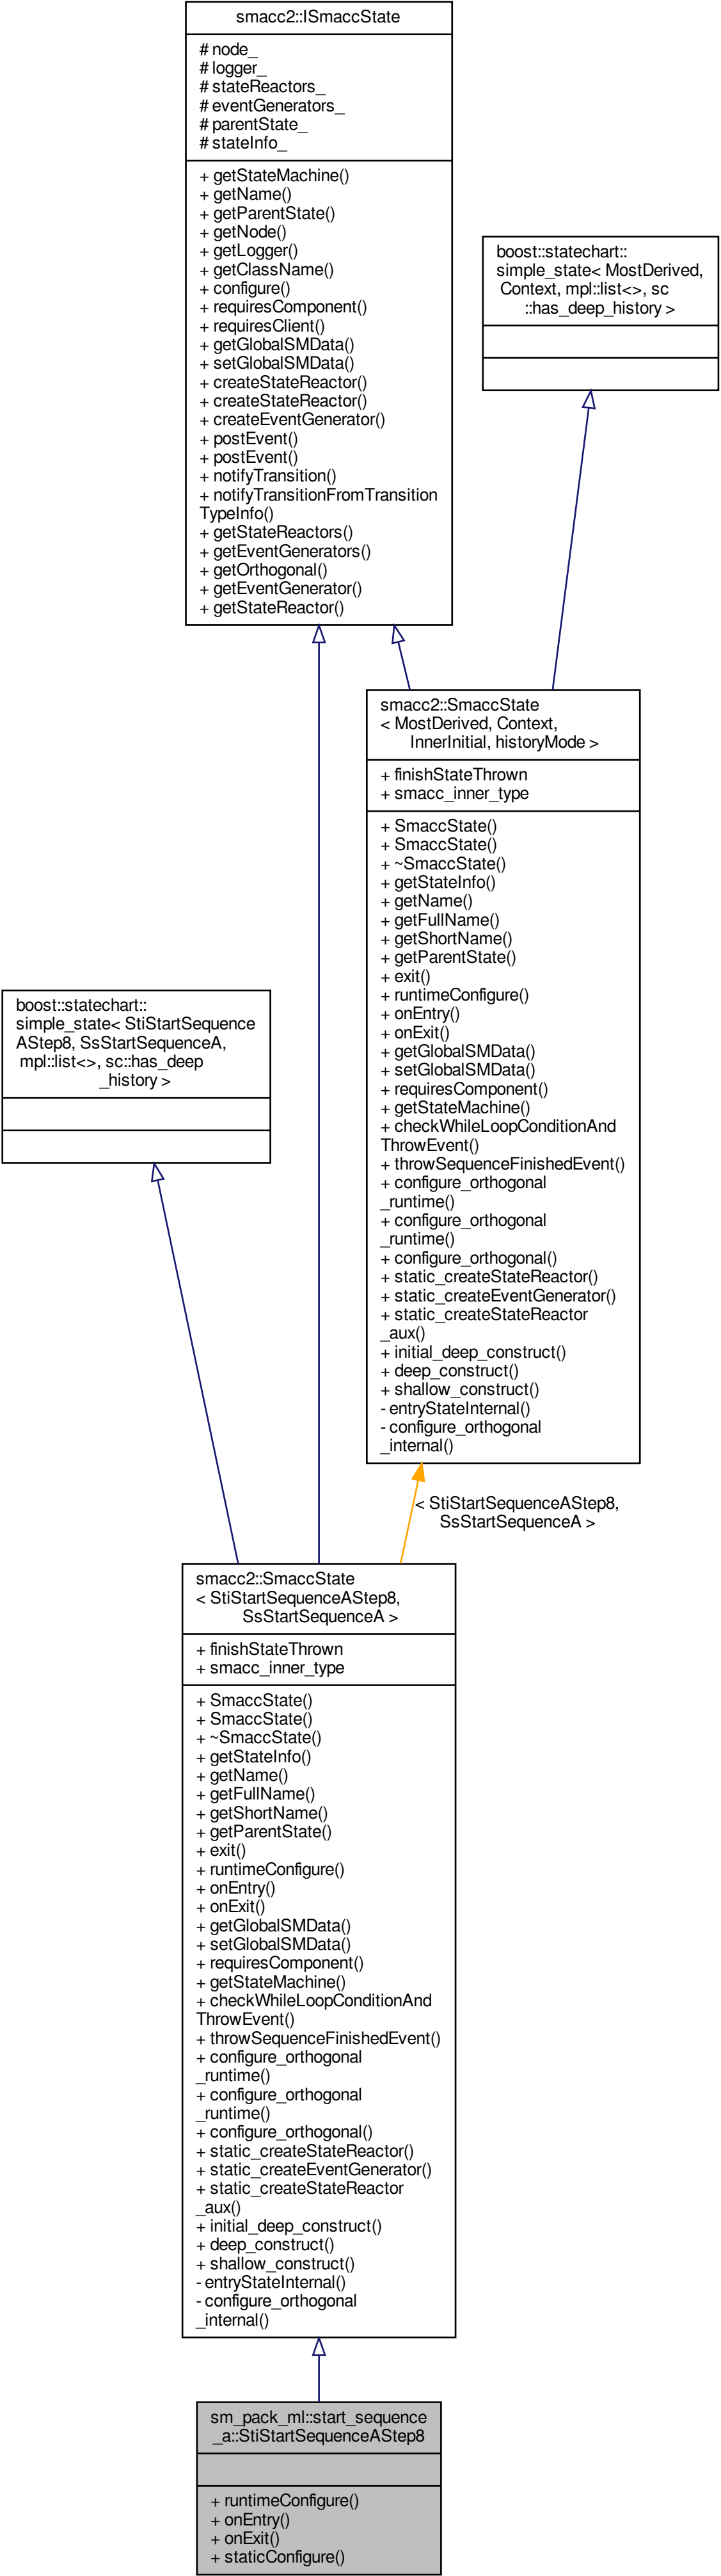 smacc2::ISmaccState
# node_
# logger_
# stateReactors_
# eventGenerators_
# parentState_
# stateInfo_
+ getStateMachine()
+ getName()
+ getParentState()
+ getNode()
+ getLogger()
+ getClassName()
+ configure()
+ requiresComponent()
+ requiresClient()
+ getGlobalSMData()
+ setGlobalSMData()
+ createStateReactor()
+ createStateReactor()
+ createEventGenerator()
+ postEvent()
+ postEvent()
+ notifyTransition()
+ notifyTransitionFromTransition
TypeInfo()
+ getStateReactors()
+ getEventGenerators()
+ getOrthogonal()
+ getEventGenerator()
+ getStateReactor()
boost::statechart::
simple_state< MostDerived,
Context, mpl::list<>, sc
::has_deep_history >
smacc2::SmaccState
< MostDerived, Context,
InnerInitial, historyMode >
+ finishStateThrown
+ smacc_inner_type
+ SmaccState()
+ SmaccState()
+ ~SmaccState()
+ getStateInfo()
+ getName()
+ getFullName()
+ getShortName()
+ getParentState()
+ exit()
+ runtimeConfigure()
+ onEntry()
+ onExit()
+ getGlobalSMData()
+ setGlobalSMData()
+ requiresComponent()
+ getStateMachine()
+ checkWhileLoopConditionAnd
ThrowEvent()
+ throwSequenceFinishedEvent()
+ configure_orthogonal
_runtime()
+ configure_orthogonal
_runtime()
+ configure_orthogonal()
+ static_createStateReactor()
+ static_createEventGenerator()
+ static_createStateReactor
_aux()
+ initial_deep_construct()
+ deep_construct()
+ shallow_construct()
- entryStateInternal()
- configure_orthogonal
_internal()
boost::statechart::
simple_state< StiStartSequence
AStep8, SsStartSequenceA,
mpl::list<>, sc::has_deep
_history >
< StiStartSequenceAStep8,
SsStartSequenceA >
smacc2::SmaccState
< StiStartSequenceAStep8,
SsStartSequenceA >
+ finishStateThrown
+ smacc_inner_type
+ SmaccState()
+ SmaccState()
+ ~SmaccState()
+ getStateInfo()
+ getName()
+ getFullName()
+ getShortName()
+ getParentState()
+ exit()
+ runtimeConfigure()
+ onEntry()
+ onExit()
+ getGlobalSMData()
+ setGlobalSMData()
+ requiresComponent()
+ getStateMachine()
+ checkWhileLoopConditionAnd
ThrowEvent()
+ throwSequenceFinishedEvent()
+ configure_orthogonal
_runtime()
+ configure_orthogonal
_runtime()
+ configure_orthogonal()
+ static_createStateReactor()
+ static_createEventGenerator()
+ static_createStateReactor
_aux()
+ initial_deep_construct()
+ deep_construct()
+ shallow_construct()
- entryStateInternal()
- configure_orthogonal
_internal()
sm_pack_ml::start_sequence
_a::StiStartSequenceAStep8
+ runtimeConfigure()
+ onEntry()
+ onExit()
+ staticConfigure()